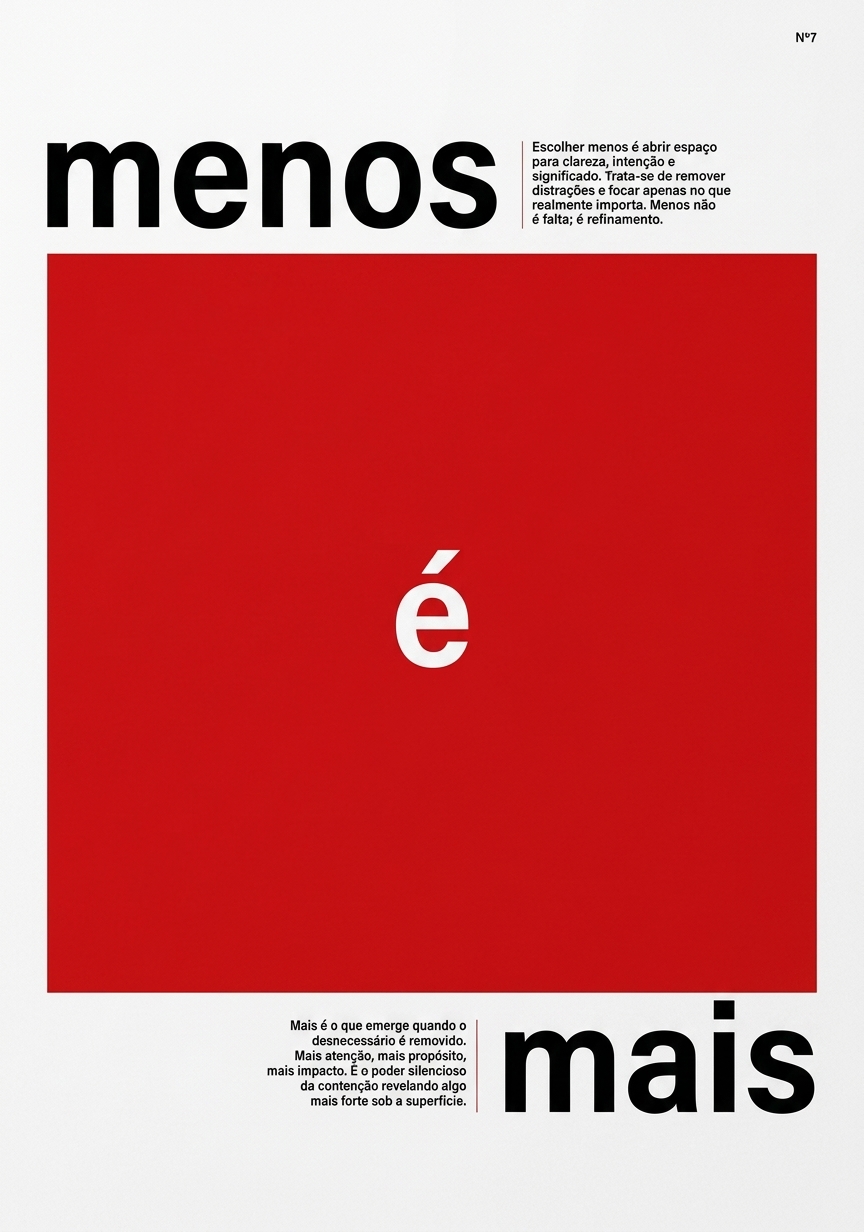 Nº7
menos
Escolher menos é abrir espaço
para clareza, intenção e
significado. Trata-se de remover
distrações e focar apenas no que
realmente importa. Menos não
é falta; é refinamento.
é
Mais é o que emerge quando o
desnecessário é removido.
Mais atenção, mais propósito,
mais impacto. É o poder silencioso
da contenção revelando algo
mais forte sob a superfície.
mais